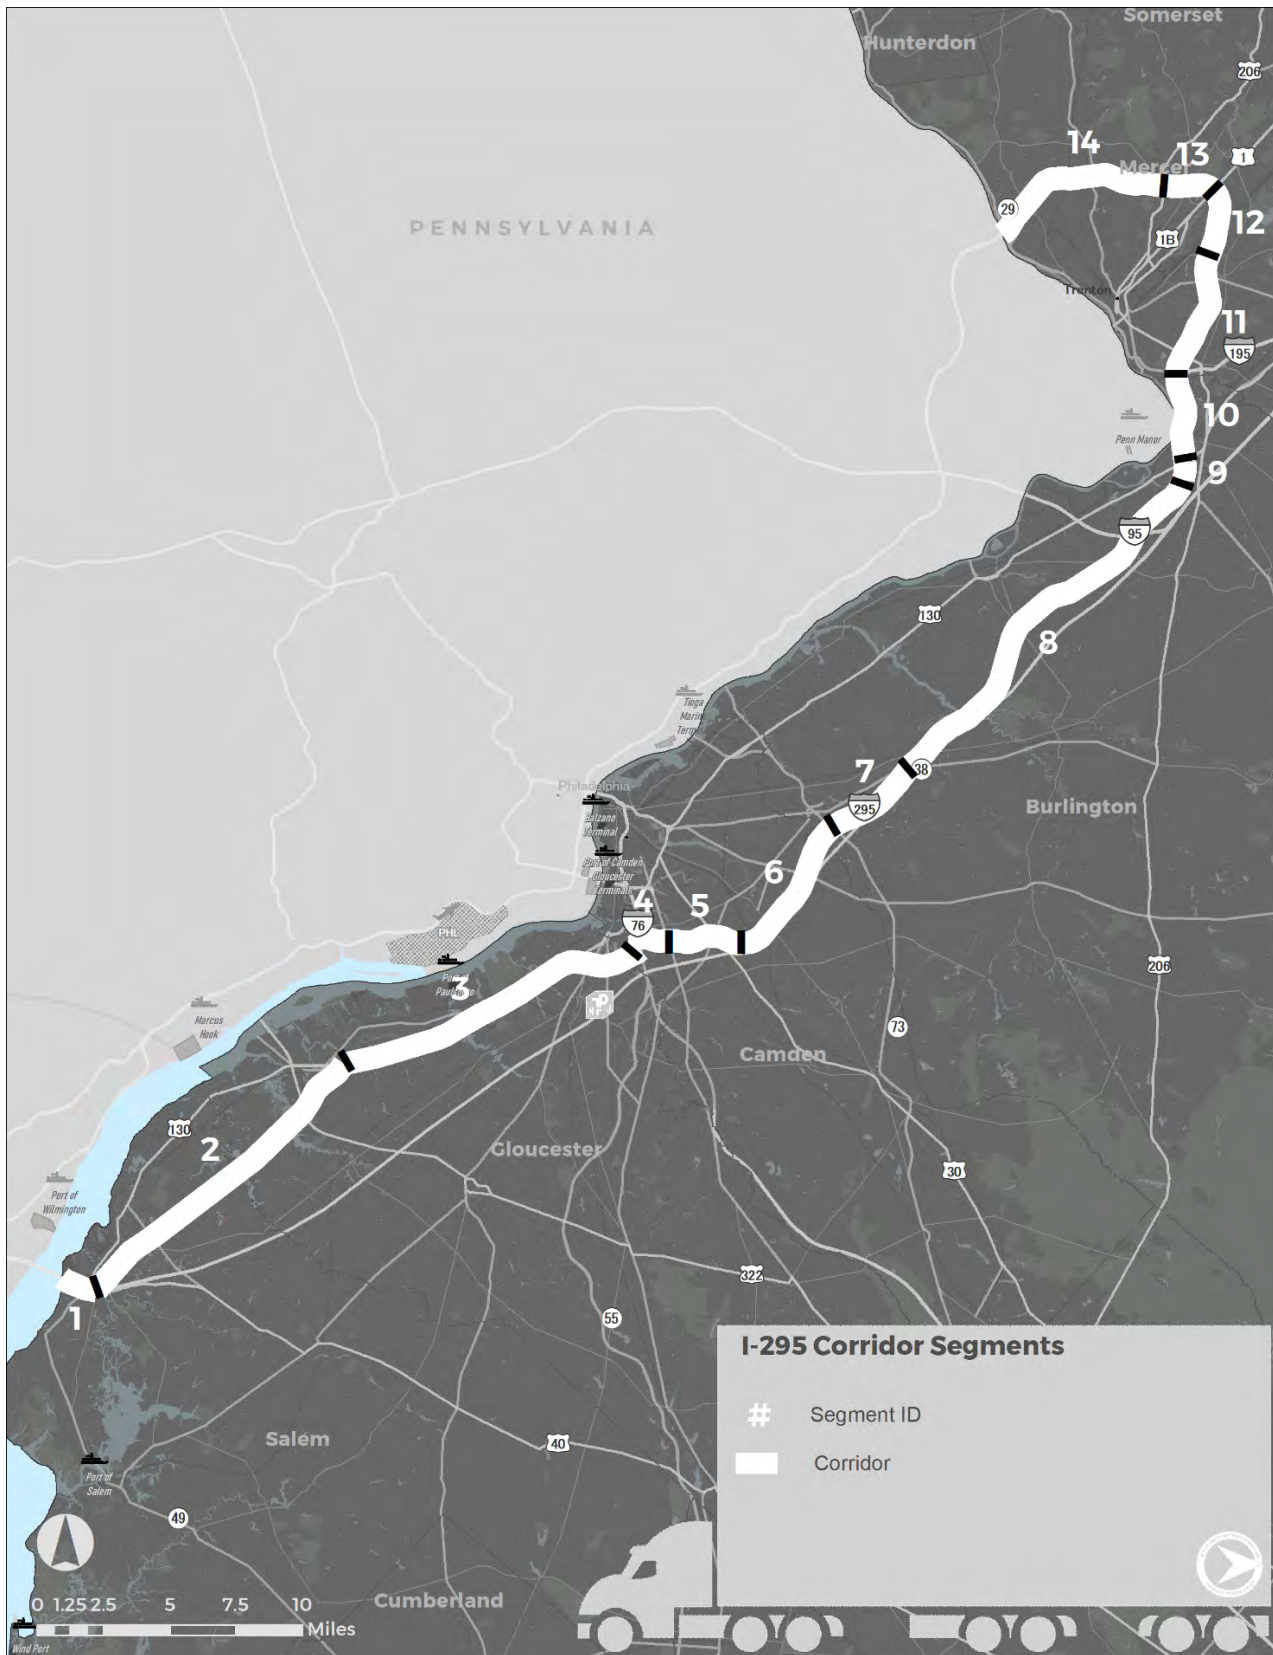 Somerset
Hunterdon
206
14
13
Mercer
1
29
12
PENNSYLVANIA
1B
Trenton
11
195
10
Penn Manor
9
95
130
8
Tioga
Marin
Term
7
38
Philadelphia
295
Burlington
Balzano
Terminal
Port of Camden
Gloucester
Terminals
6
4
5
76
PHL
206
3
Marcus
Hook
73
Camden
130
2
Gloucester
30
Port of
Wilmington
322
1
55
I-295 Corridor Segments
# Segment ID
Corridor
Salem
40
Port of
Salem
49
Cumberland
0 1.25 2.5 5 7.5 10
Miles
Wind Port